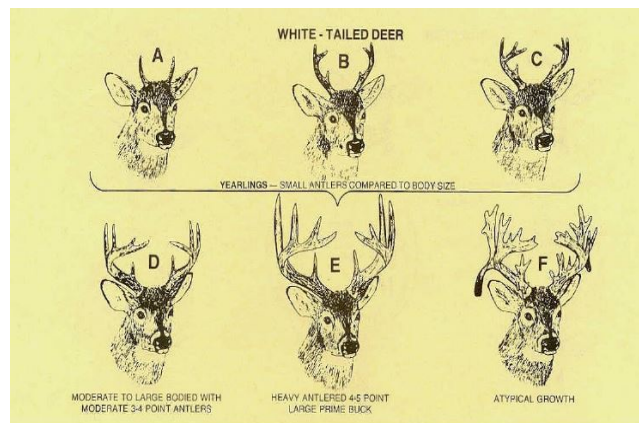 WHITE - TAILED DEER
A
B
C
YEARLINGS — SMALL ANTLERS COMPARED TO BODY SIZE
D
E
F
MODERATE TO LARGE BODIED WITH
MODERATE 3-4 POINT ANTLERS
HEAVY ANTLERED 4-5 POINT
LARGE PRIME BUCK
ATYPICAL GROWTH